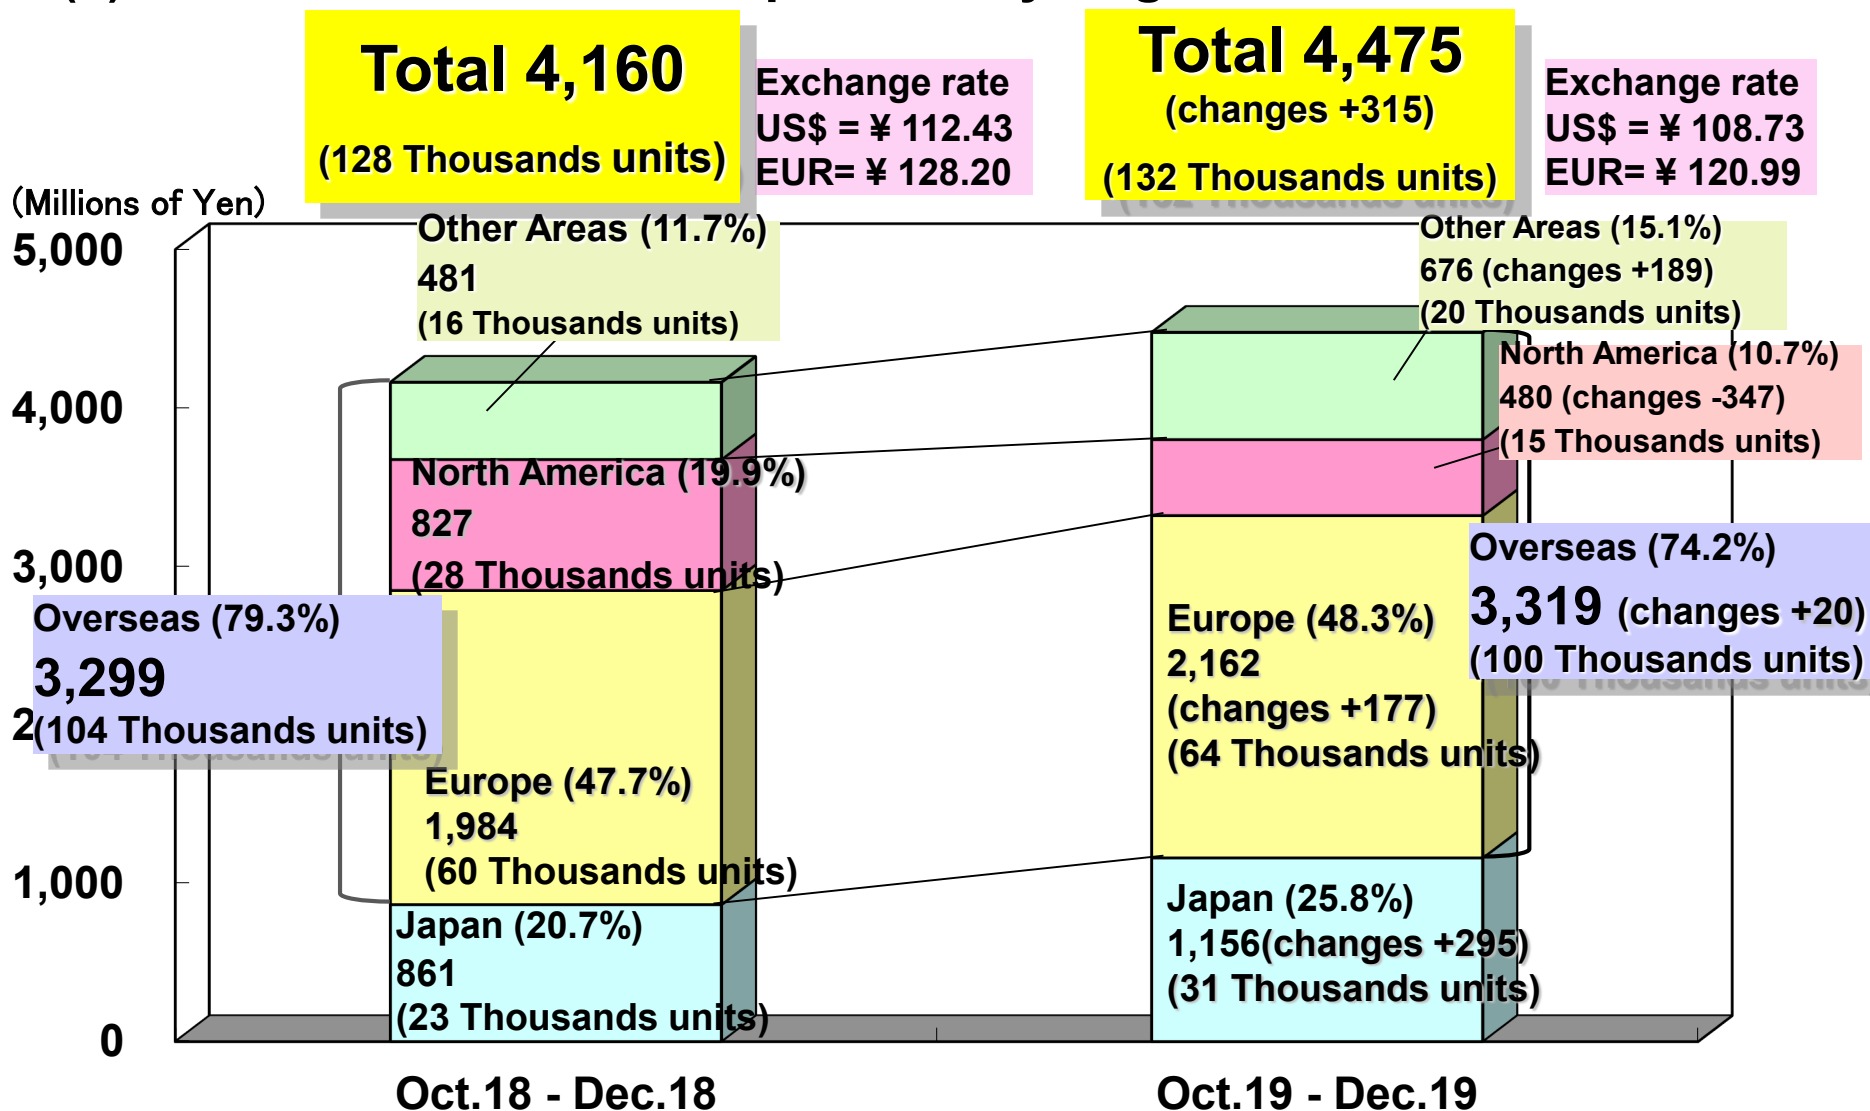 Total 4,160
(128 Thousands units)
Exchange rate
US$ = ¥ 112.43
EUR= ¥ 128.20
Total 4,475
(changes +315)
(132 Thousands units)
Exchange rate
US$ = ¥ 108.73
EUR= ¥ 120.99
(Millions of Yen)
5,000
4,000
3,000
2
1,000
0
Other Areas (11.7%)
481
(16 Thousands units)
North America (19.9%)
827
(28 Thousands units)
Overseas (79.3%)
3,299
(104 Thousands units)
Europe (47.7%)
1,984
(60 Thousands units)
Japan (20.7%)
861
(23 Thousands units)
Other Areas (15.1%)
676 (changes +189)
(20 Thousands units)
North America (10.7%)
480 (changes -347)
(15 Thousands units)
Overseas (74.2%)
3,319 (changes +20)
(100 Thousands units)
Europe (48.3%)
2,162
(changes +177)
(64 Thousands units)
Japan (25.8%)
1,156(changes +295)
(31 Thousands units)
Oct.18 - Dec.18
Oct.19 - Dec.19